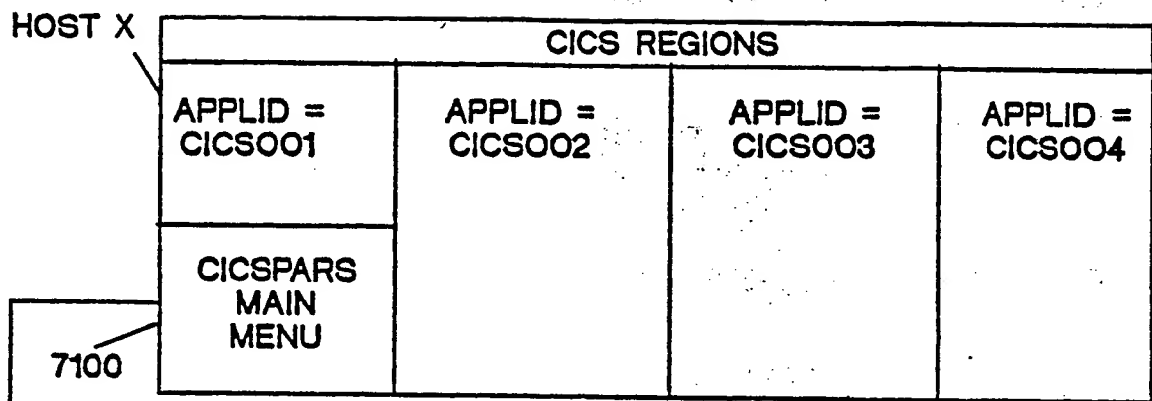 HOST X
CICS REGIONS
APPLID =
CICS001
APPLID =
CICS002
APPLID =
CICS003
APPLID =
CICS004
CICSPARS
MAIN
MENU
7100